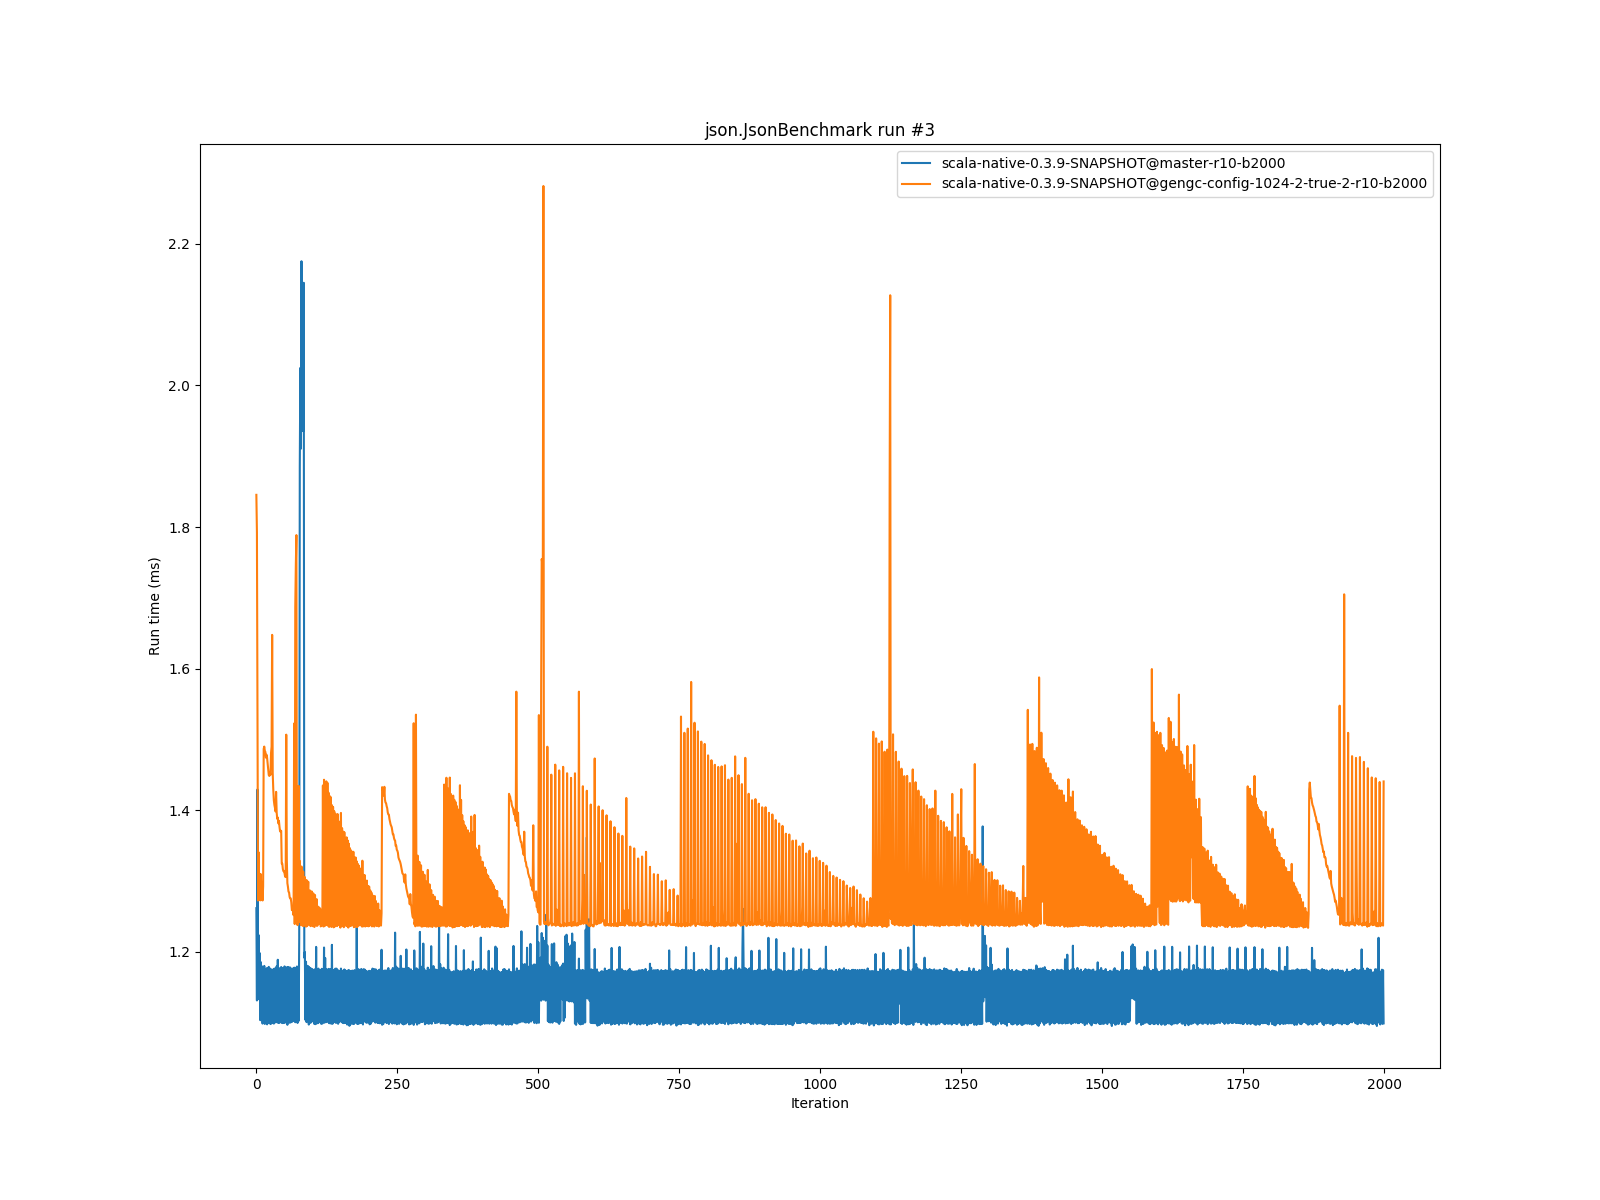 json.JsonBenchmark run #3
scala-native-0.3.9-SNAPSHOT@master-r10-b2000
scala-native-0.3.9-SNAPSHOT@gengc-config-1024-2-true-2-r10-b2000
Run time (ms)
2.2
2.0
1.8
1.6
1.4
1.2
0 250 500 750 1000 1250 1500 1750 2000
Iteration